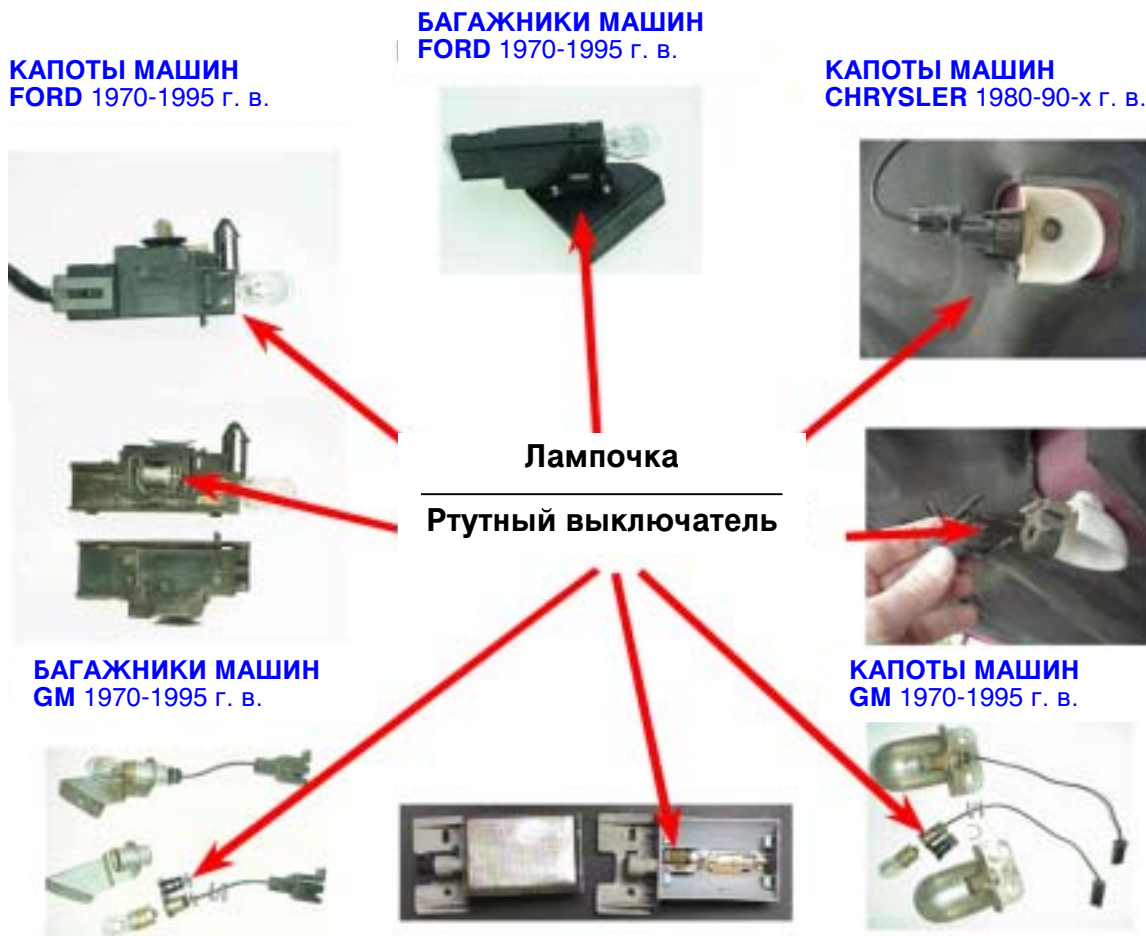 БАГАЖНИКИ МАШИН
FORD 1970-1995 г. в.
КАПОТЫ МАШИН
FORD 1970-1995 г. в.
КАПОТЫ МАШИН
CHRYSLER 1980-90-х г. в.
Лампочка
Ртутный выключатель
БАГАЖНИКИ МАШИН
GM 1970-1995 г. в.
КАПОТЫ МАШИН
GM 1970-1995 г. в.